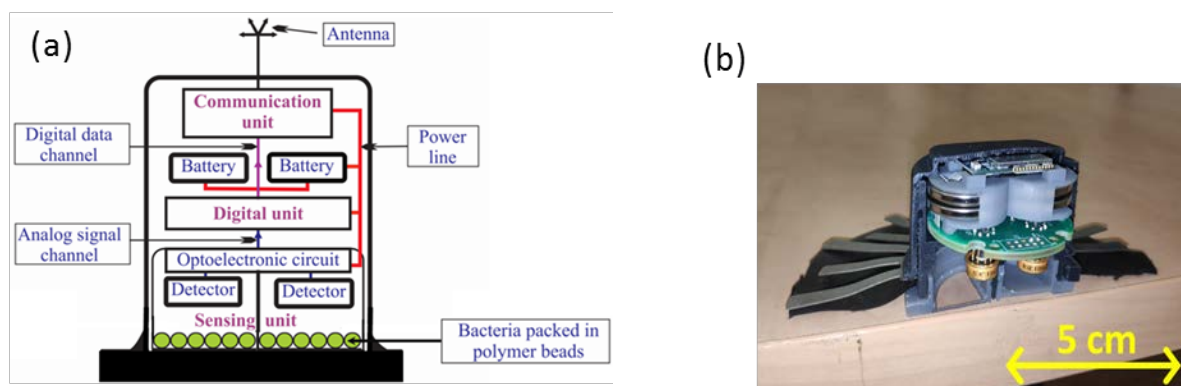 (a)
Antenna
Communication
unit
Digital data
channel
Battery
Battery
Power
line
Digital unit
Analog signal
channel
Optoelectronic circuit
Detector
Detector
Sensing unit
Bacteria packed in
polymer beads
(b)
5 cm